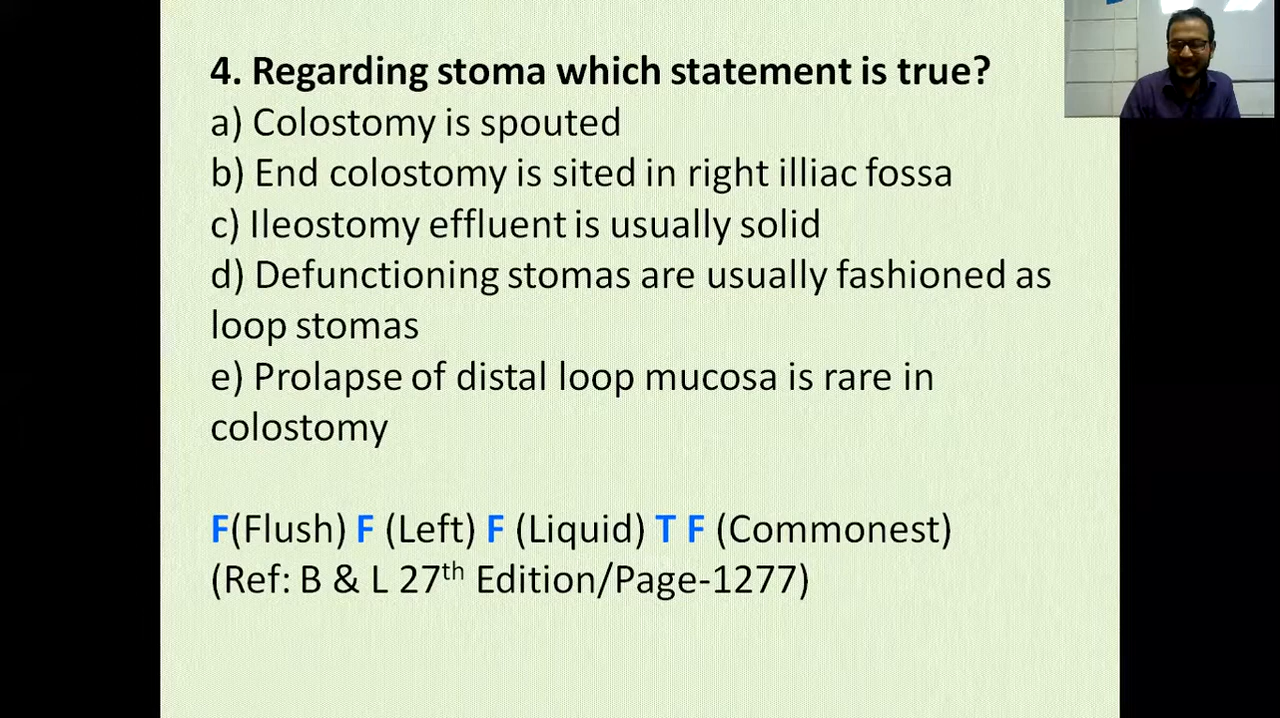 4. Regarding stoma which statement is true?
a) Colostomy is spouted
b) End colostomy is sited in right illiac fossa
c) Ileostomy effluent is usually solid
d) Defunctioning stomas are usually fashioned as
loop stomas
e) Prolapse of distal loop mucosa is rare in
colostomy
F(Flush) F (Left) F (Liquid) T F (Commonest)
(Ref: B & L 27th Edition/Page-1277)